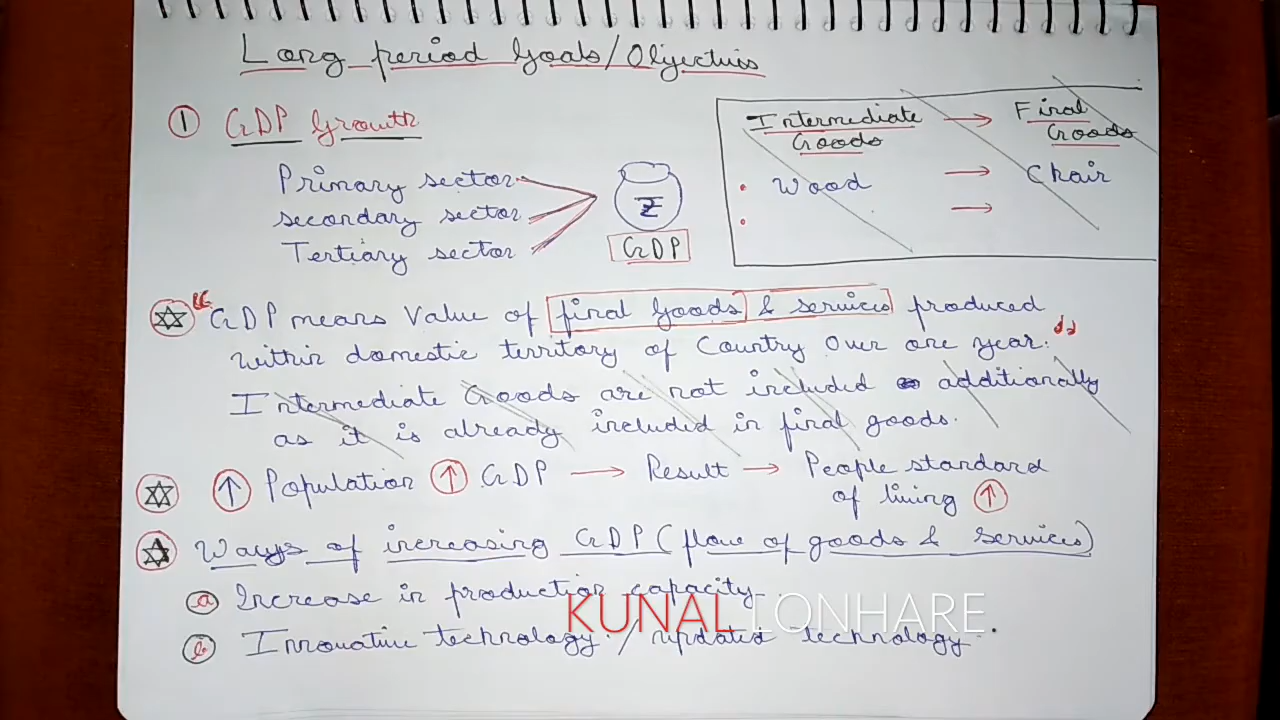 Long period Goals/Objectives
① GDP Growth
Primary sector
secondary sector
Tertiary sector
₹
GDP
Intermediate Goods → Final Goods
• Wood → Chair
• →
"GDP means Value of final Goods & services produced
within domestic territory of Country Over one year."
Intermediate Goods are not included additionally
as it is already included in final goods.
↑ Population ↑ GDP → Result → People standard
of living ↑
Ways of increasing GDP (flow of goods & services)
ⓐ Increase in production capacity
KUNAL TONHARE
ⓑ Innovative technology / updated technology